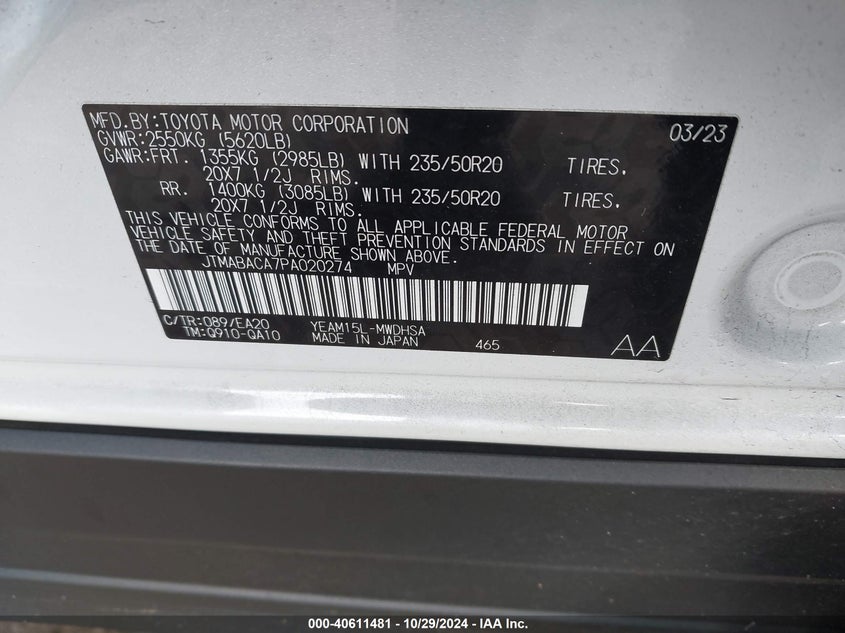 MFD.BY:TOYOTA MOTOR CORPORATION 03/23
GVWR:2550KG (5620LB)
GAWR:FRT. 1355KG (2985LB) WITH 235/50R20 TIRES.
20X7 1/2J RIMS.
RR. 1400KG (3085LB) WITH 235/50R20 TIRES.
20X7 1/2J RIMS.
THIS VEHICLE CONFORMS TO ALL APPLICABLE FEDERAL MOTOR
VEHICLE SAFETY AND THEFT PREVENTION STANDARDS IN EFFECT ON
THE DATE OF MANUFACTURE SHOWN ABOVE.
JTMABACA7PA020274 MPV
C/TR:089/EA20 YEAM15L-MWDHSA
TM:Q910-QA10 MADE IN JAPAN 465 AA
000-40611481 / 10/29/2024 / IAA Inc.